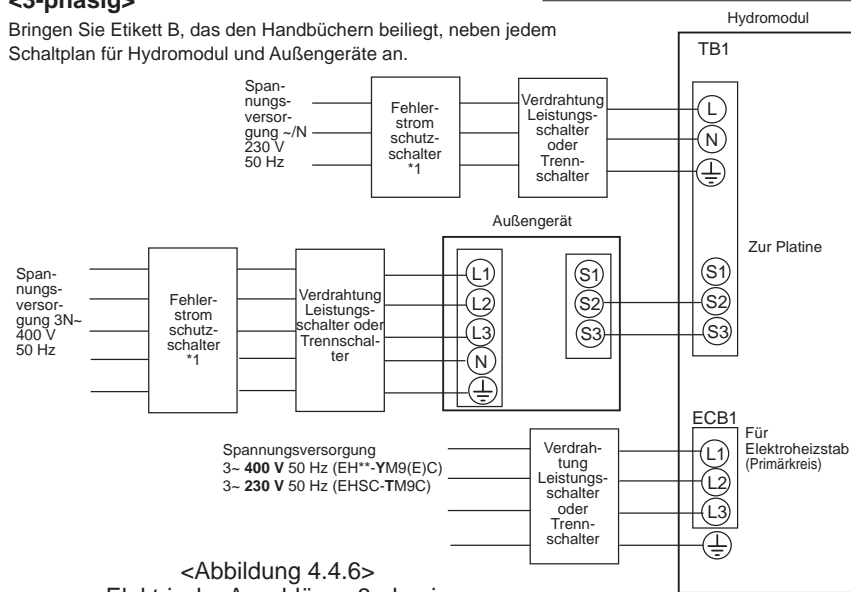 <3-phasig>
Bringen Sie Etikett B, das den Handbüchern beiliegt, neben jedem
Schaltplan für Hydromodul und Außengeräte an.
Hydromodul
TB1
Span-
nungs-
versor-
gung ~/N
230 V
50 Hz
Fehler-
strom
schutz-
schalter
*1
Verdrahtung
Leistungs-
schalter
oder
Trenn-
schalter
L
N
Außengerät
Zur Platine
Span-
nungs-
versor-
gung 3N~
400 V
50 Hz
Fehler-
strom
schutz-
schalter
*1
Verdrahtung
Leistungs-
schalter oder
Trennschal-
ter
L1
L2
L3
N
S1
S2
S3
S1
S2
S3
ECB1
Für
Elektroheizstab
(Primärkreis)
Spannungsversorgung
3~ 400 V 50 Hz (EH**-YM9(E)C)
3~ 230 V 50 Hz (EHSC-TM9C)
Verdrah-
tung
Leistungs-
schalter
oder
Trenn-
schalter
L1
L2
L3
<Abbildung 4.4.6>